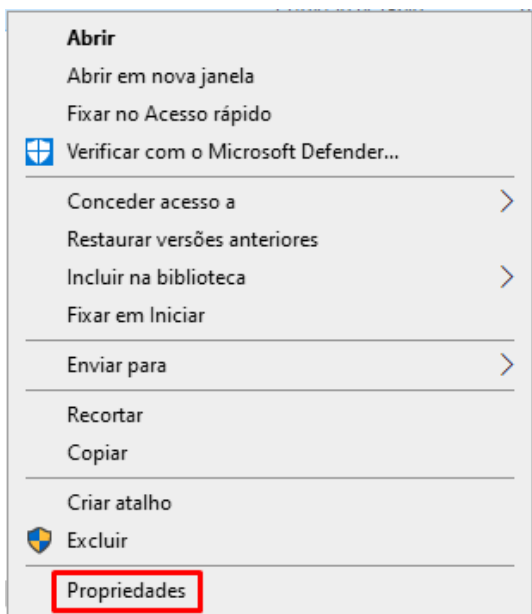 Abrir
Abrir em nova janela
Fixar no Acesso rápido
Verificar com o Microsoft Defender...
Conceder acesso a
Restaurar versões anteriores
Incluir na biblioteca
Fixar em Iniciar
Enviar para
Recortar
Copiar
Criar atalho
Excluir
Propriedades